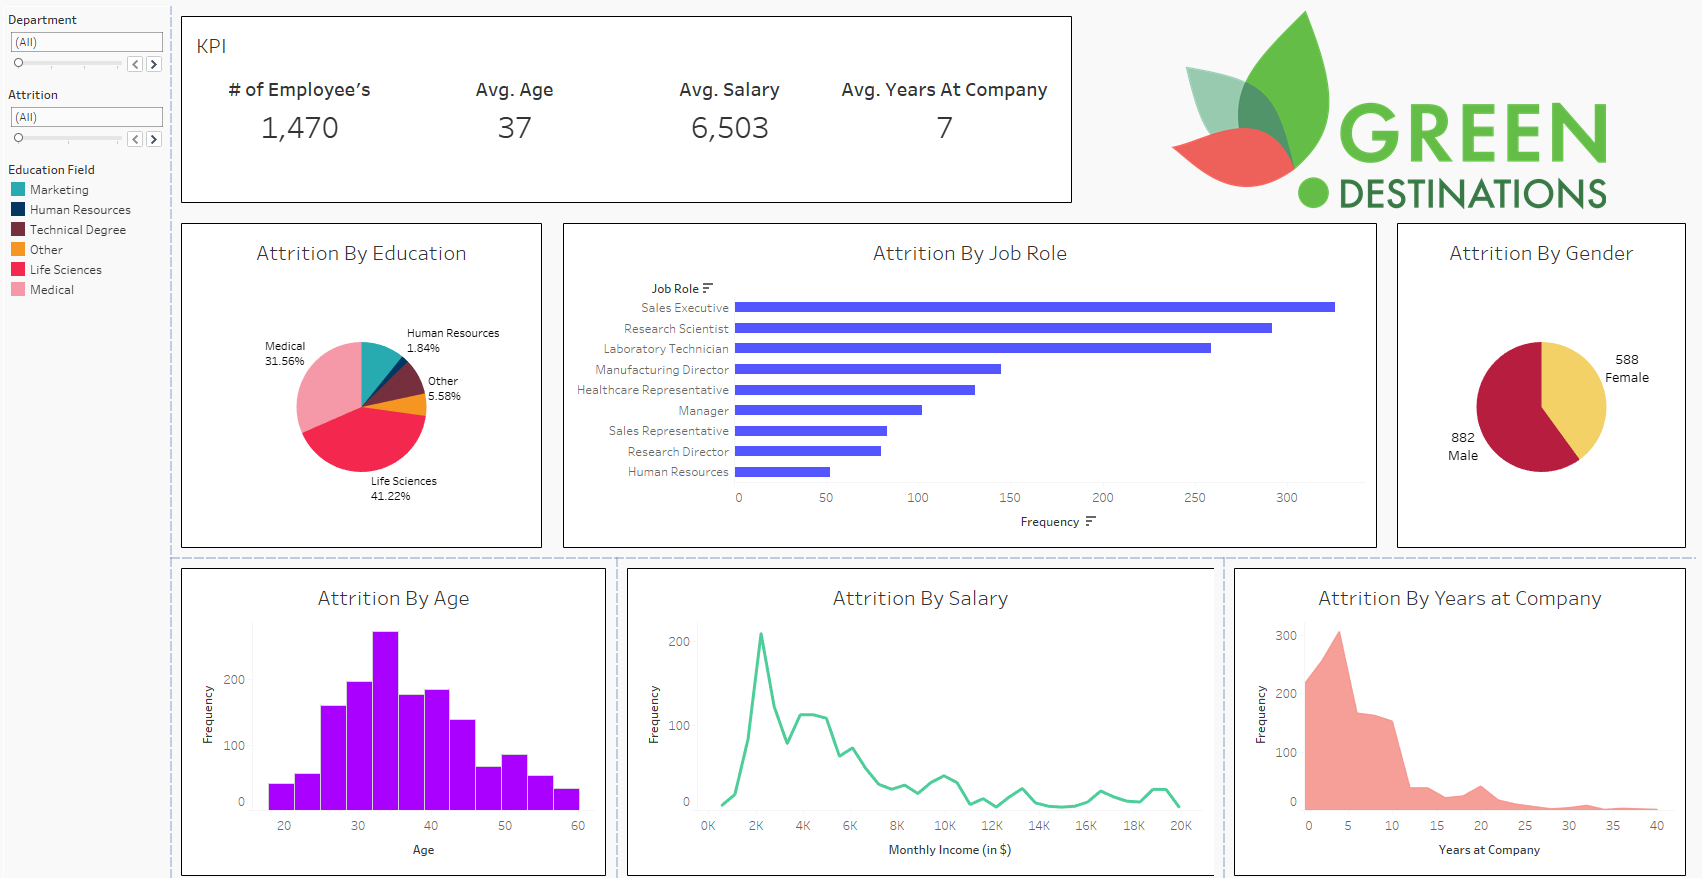 Department
(All)
Attrition
(All)
Education Field
Marketing
Human Resources
Technical Degree
Other
Life Sciences
Medical
KPI
# of Employee's Avg. Age Avg. Salary Avg. Years At Company
1,470 37 6,503 7
GREEN
DESTINATIONS
Attrition By Education
Human Resources
1.84%
Medical
31.56%
Other
5.58%
Life Sciences
41.22%
Attrition By Job Role
Job Role
Sales Executive
Research Scientist
Laboratory Technician
Manufacturing Director
Healthcare Representative
Manager
Sales Representative
Research Director
Human Resources
0 50 100 150 200 250 300
Frequency
Attrition By Gender
588
Female
882
Male
Attrition By Age
Frequency
200
100
0
20 30 40 50 60
Age
Attrition By Salary
Frequency
200
100
0
0K 2K 4K 6K 8K 10K 12K 14K 16K 18K 20K
Monthly Income (in $)
Attrition By Years at Company
Frequency
300
200
100
0
0 5 10 15 20 25 30 35 40
Years at Company